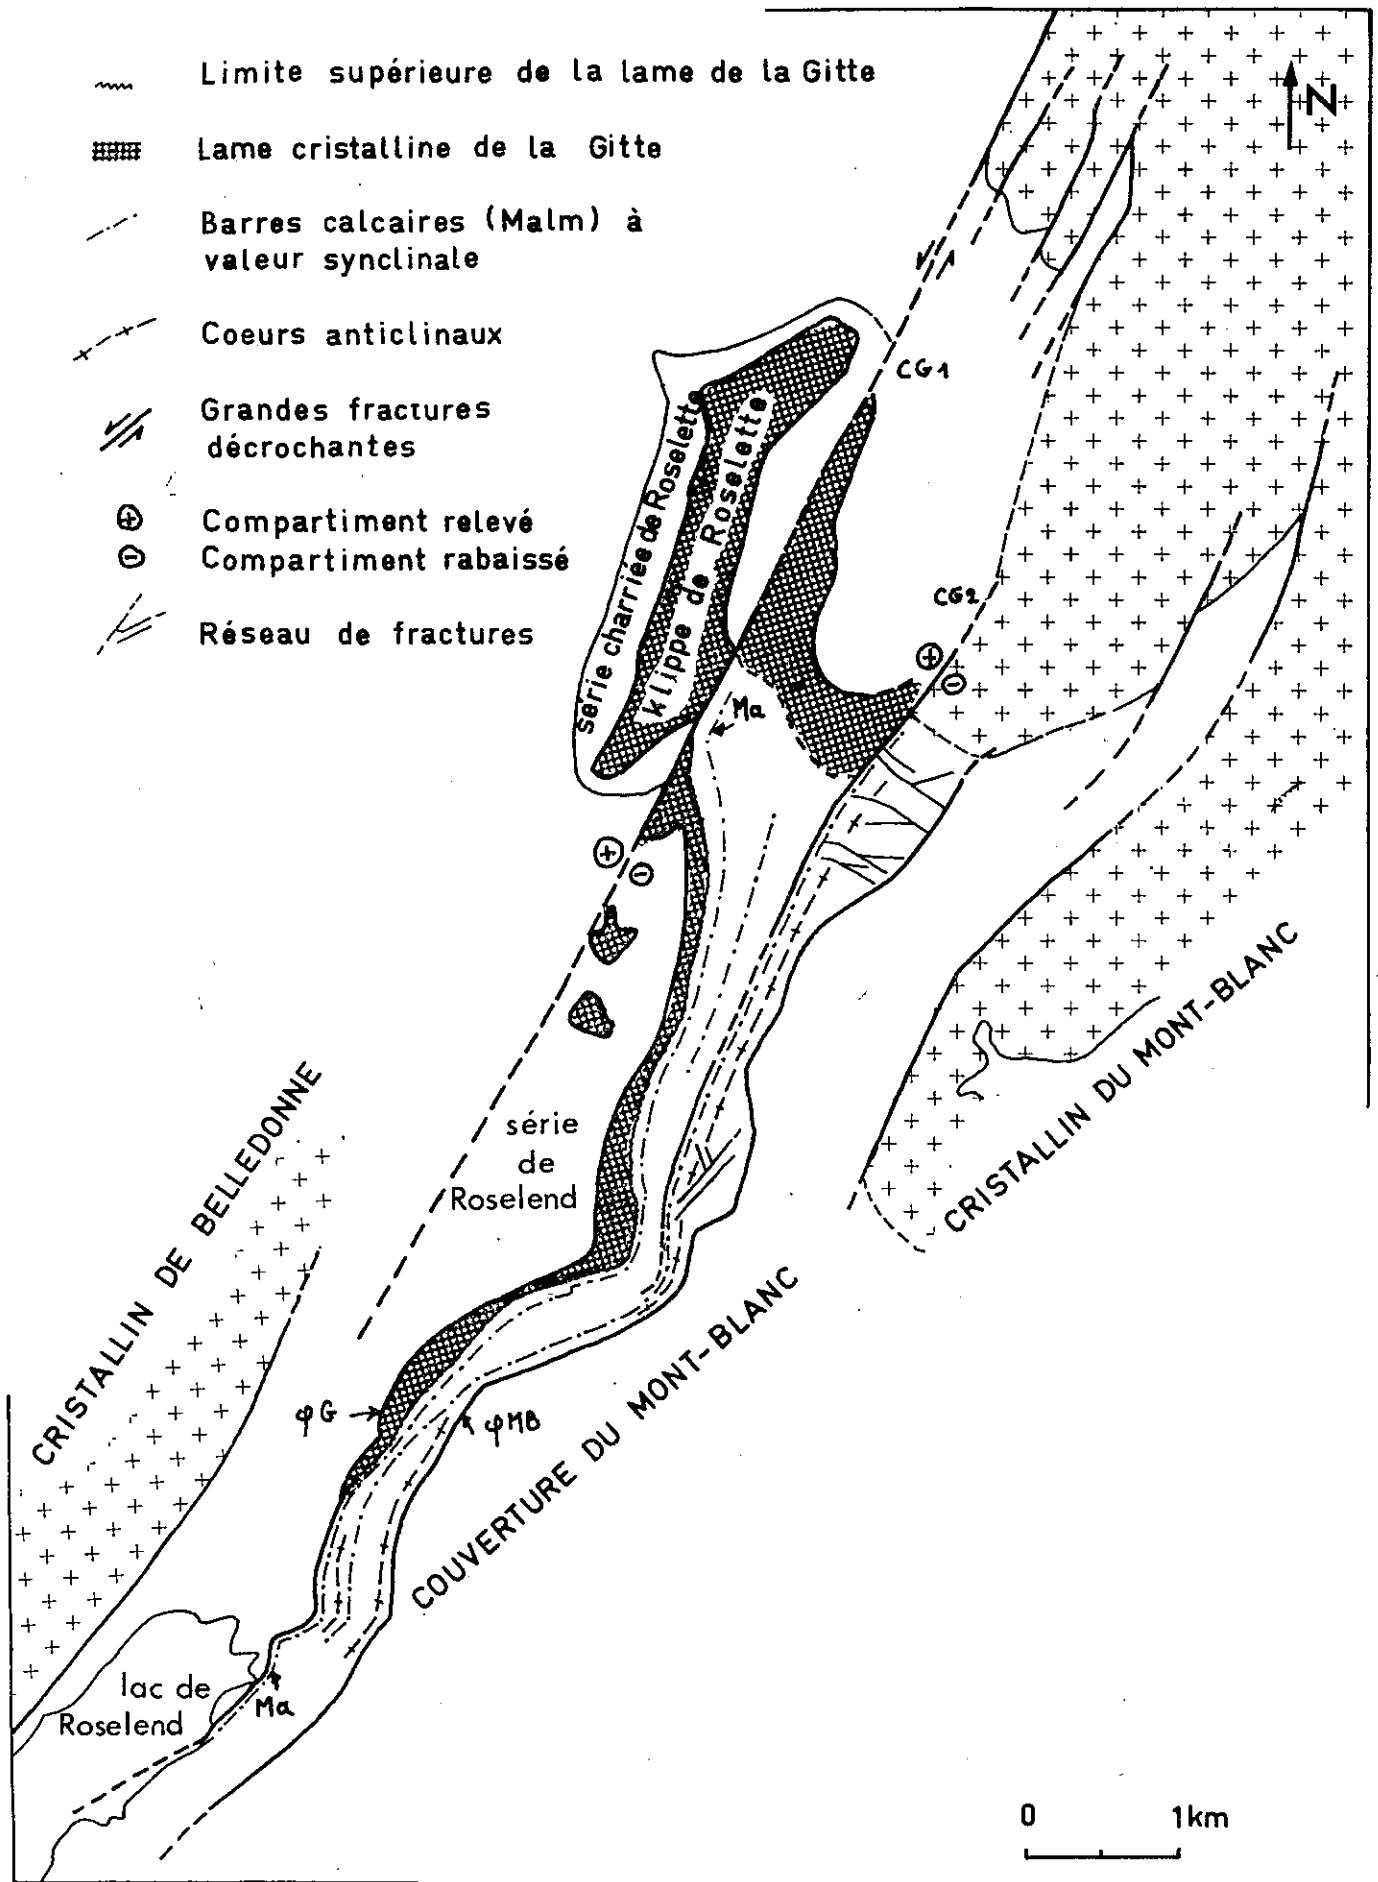 Limite supérieure de la lame de la Gitte
Lame cristalline de la Gitte
Barres calcaires (Malm) à
valeur synclinale
Coeurs anticlinaux
Grandes fractures
décrochantes
Compartiment relevé
Compartiment rabaissé
Réseau de fractures
N
CG1
CG2
série charriée de Roselette
klippe de Roselette
Ma
série
de
Roselend
CRISTALLIN DE BELLEDONNE
CRISTALLIN DU MONT-BLANC
COUVERTURE DU MONT-BLANC
φG
φMB
lac de
Roselend
Ma
0 1km